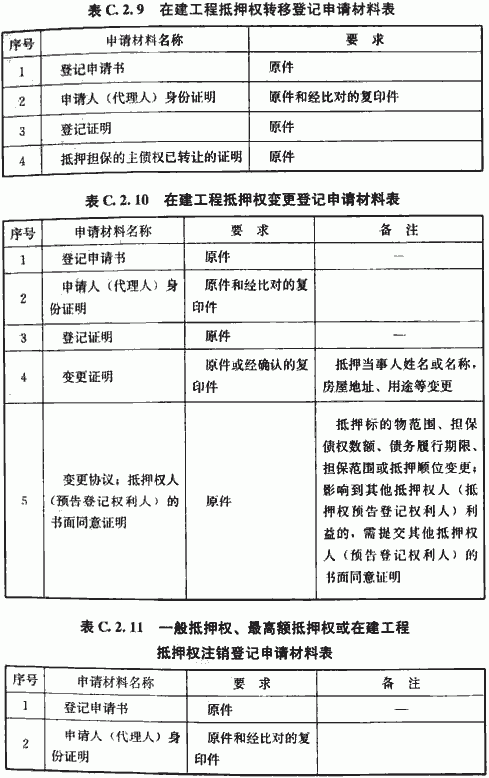 表 C.2.9 在建工程抵押权转移登记申请材料表
序号 申请材料名称 要 求
1 登记申请书 原件
2 申请人（代理人）身份证明 原件和经比对的复印件
3 登记证明 原件
4 抵押担保的主债权已转让的证明 原件
表 C.2.10 在建工程抵押权变更登记申请材料表
序号 申请材料名称 要 求 备 注
1 登记申请书 原件 —
2 申请人（代理人）身 原件和经比对的复
份证明 印件
3 登记证明 原件 —
4 变更证明 原件或经确认的复 抵押当事人姓名或名称，
印件 房屋地址、用途等变更
5 变更协议；抵押权人
（预告登记权利人）的
书面同意证明
原件
抵押标的物范围、担保
债权数额、债务履行期限、
担保范围或抵押顺位变更；
影响到其他抵押权人（抵
押权预告登记权利人）利
益的，需提交其他抵押权
人（预告登记权利人）的
书面同意证明
表 C.2.11 一般抵押权、最高额抵押权或在建工程
抵押权注销登记申请材料表
序号 申请材料名称 要 求 备 注
1 登记申请书 原件 —
2 申请人（代理人）身 原件和经比对的复
份证明 印件